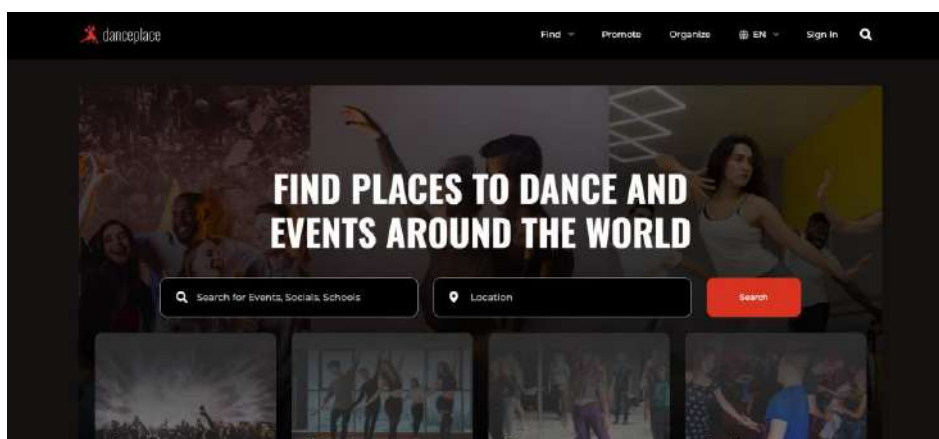 danceplace
Find
Promote
Organize
EN
Sign In
FIND PLACES TO DANCE AND
EVENTS AROUND THE WORLD
Search for Events, Socials, Schools
Location
Search